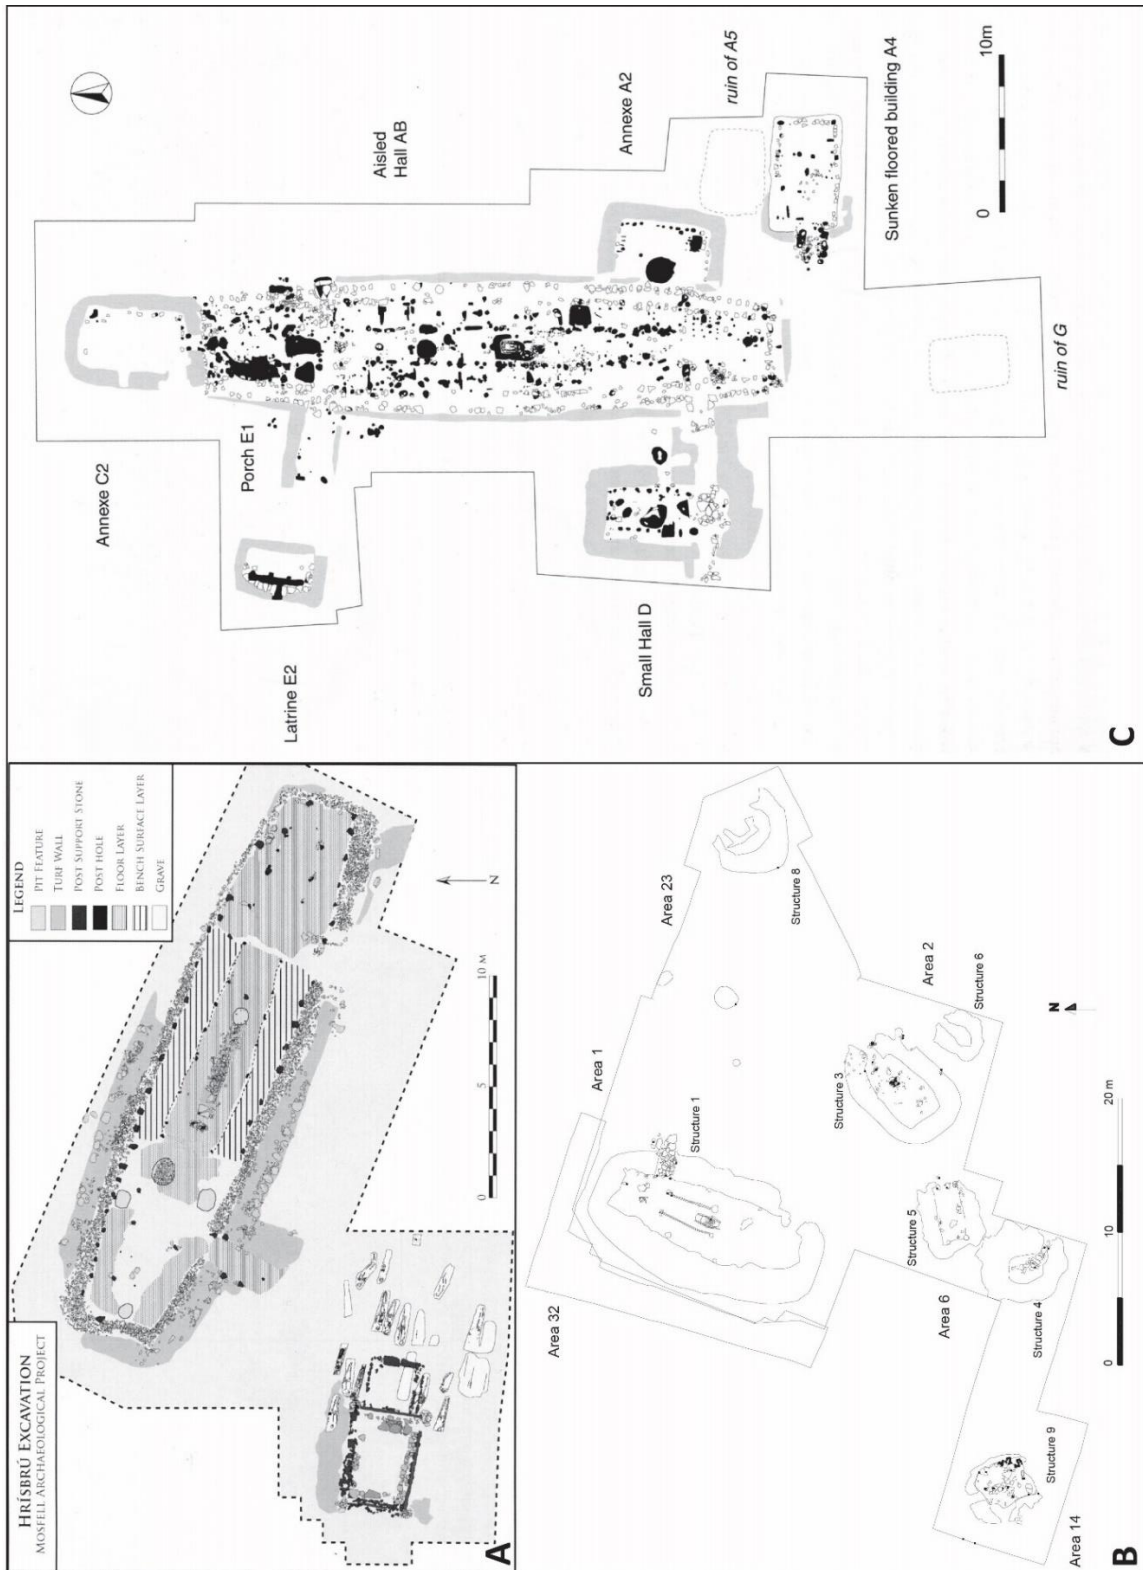 HRÍSBRÚ EXCAVATION
MOSFELL ARCHAEOLOGICAL PROJECT
LEGEND
PIT FEATURE
TURF WALL
POST SUPPORT STONE
POST HOLE
FLOOR LAYER
BENCH SURFACE LAYER
GRAVE
N
0 5 10 M
A
Area 32
Area 1
Area 23
Structure 1
Structure 8
Structure 3
Area 2
Structure 6
Structure 5
Area 6
Structure 4
Structure 9
Area 14
N
0 10 20 m
B
Annexe C2
Porch E1
Latrine E2
Aisled
Hall AB
Small Hall D
Annexe A2
ruin of A5
Sunken floored building A4
ruin of G
0 10m
C